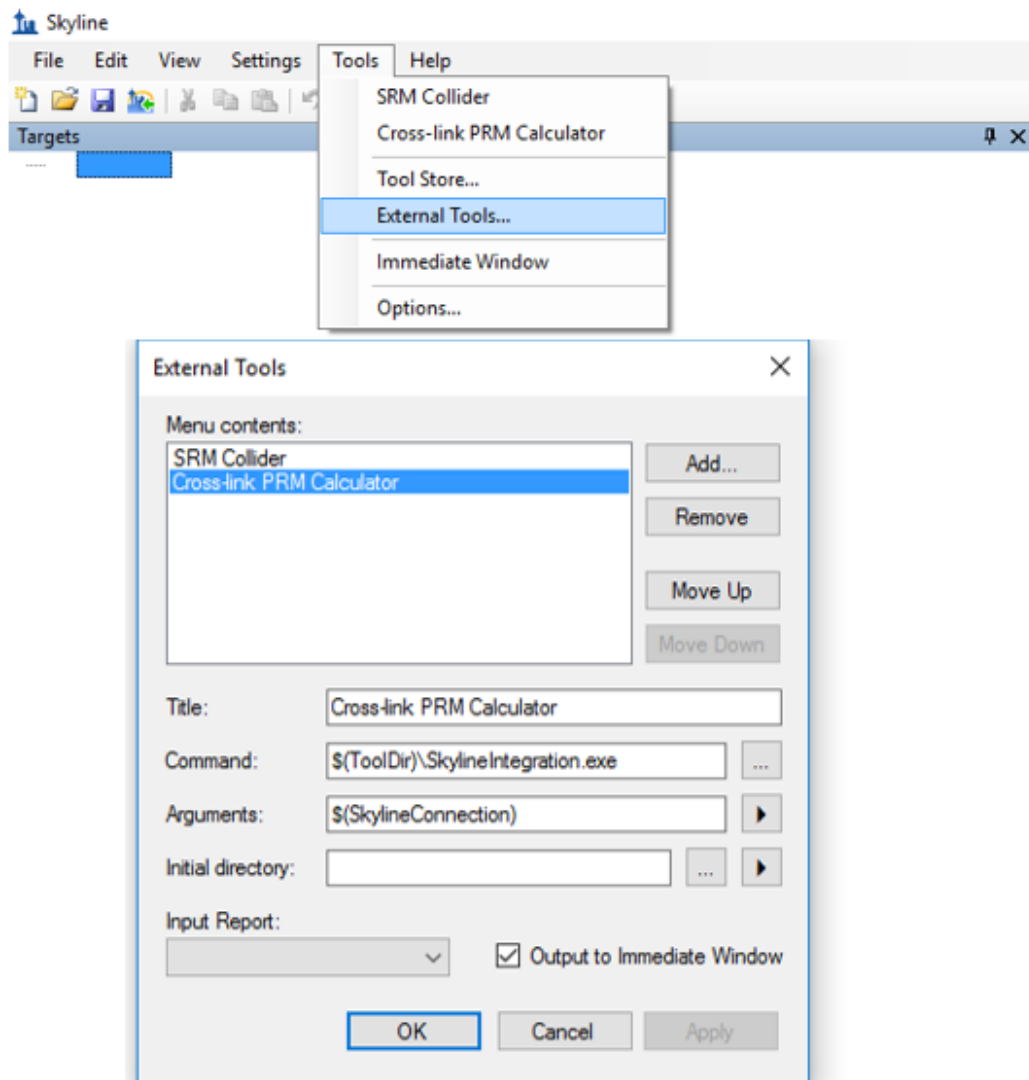 Skyline
File Edit View Settings Tools Help
SRM Collider
Cross-link PRM Calculator
Targets
Tool Store...
External Tools...
Immediate Window
Options...
External Tools
Menu contents:
SRM Collider
Cross-link PRM Calculator
Add...
Remove
Move Up
Move Down
Title: Cross-link PRM Calculator
Command: $(ToolDir)\SkylineIntegration.exe ...
Arguments: $(SkylineConnection)
Initial directory: ...
Input Report:
Output to Immediate Window
OK Cancel Apply